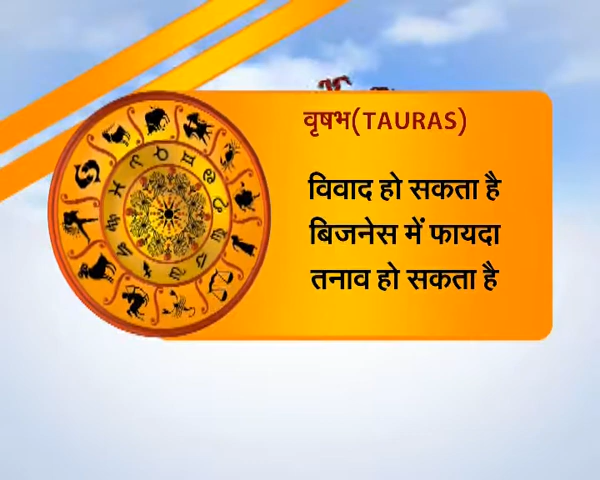 वृषभ(TAURAS)
विवाद हो सकता है
बिजनेस में फायदा
तनाव हो सकता है